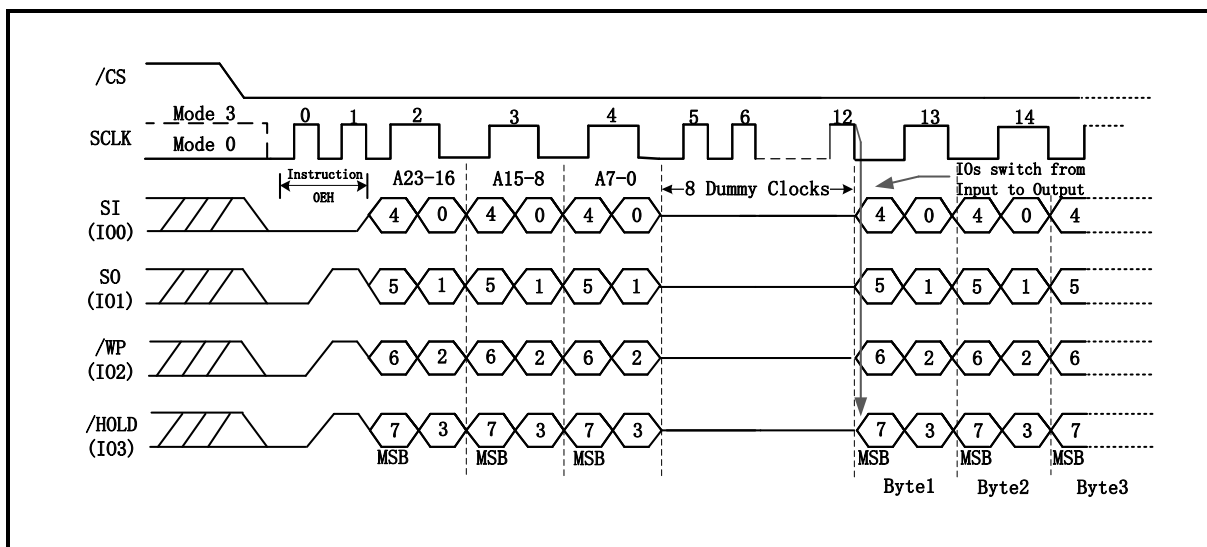 /CS
Mode 3
0 1 2 3 4 5 6 12 13 14
SCLK
Mode 0
Instruction
A23-16 A15-8 A7-0
8 Dummy Clocks
IOs switch from
Input to Output
OEH
SI
(IO0)
4 0 4 0 4 0 4 0 4 0 4
SO
(IO1)
5 1 5 1 5 1 5 1 5 1 5
/WP
(IO2)
6 2 6 2 6 2 6 2 6 2 6
/HOLD
(IO3)
7 3 7 3 7 3 7 3 7 3 7
MSB MSB MSB MSB MSB MSB
Byte1 Byte2 Byte3